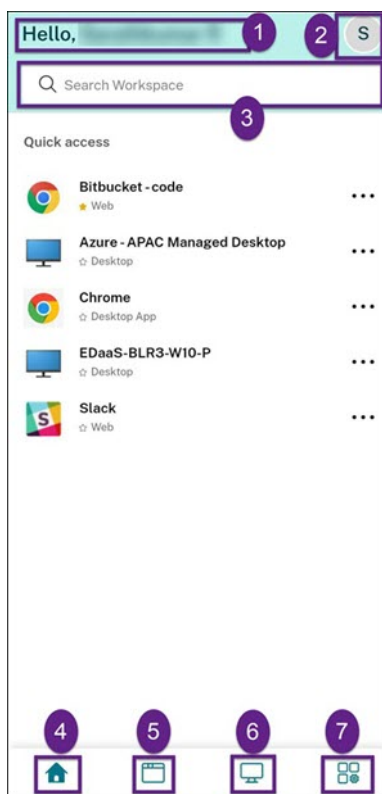 Hello,
1
2
S
Search Workspace
3
Quick access
Bitbucket - code
Web
Azure - APAC Managed Desktop
Desktop
Chrome
Desktop App
EDaaS-BLR3-W10-P
Desktop
Slack
Web
4
5
6
7